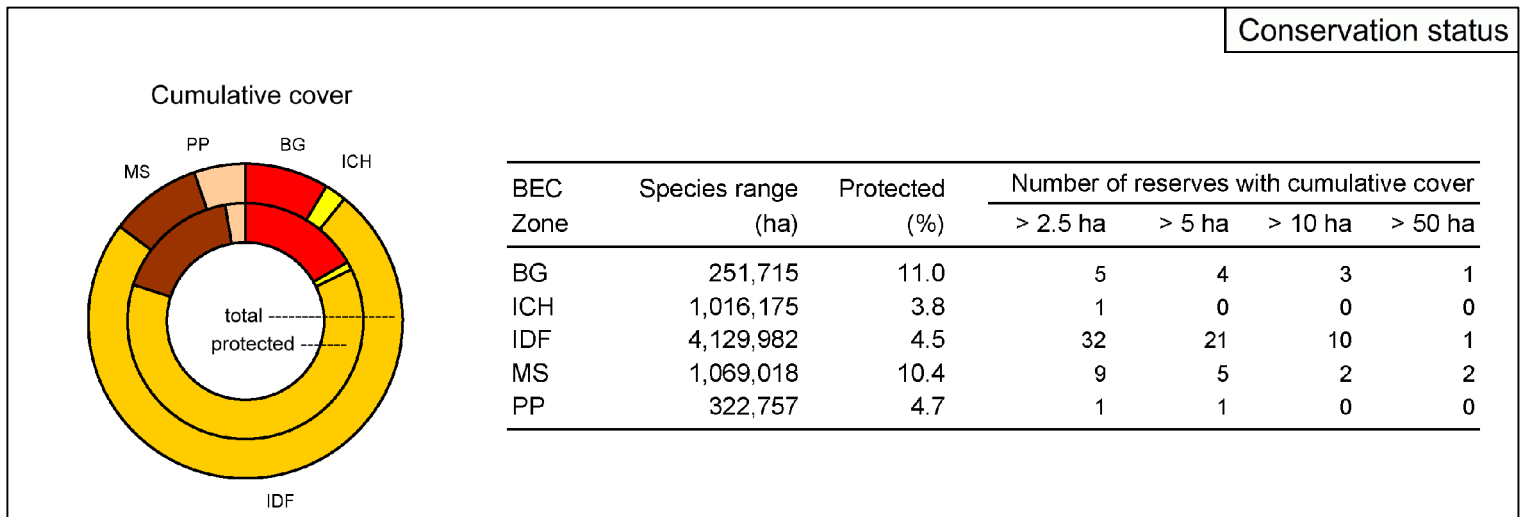 Conservation status
Cumulative cover
PP
BG
MS
ICH
total
protected
IDF
BEC Zone Species range (ha) Protected (%) Number of reserves with cumulative cover
> 2.5 ha > 5 ha > 10 ha > 50 ha
BG 251,715 11.0 5 4 3 1
ICH 1,016,175 3.8 1 0 0 0
IDF 4,129,982 4.5 32 21 10 1
MS 1,069,018 10.4 9 5 2 2
PP 322,757 4.7 1 1 0 0